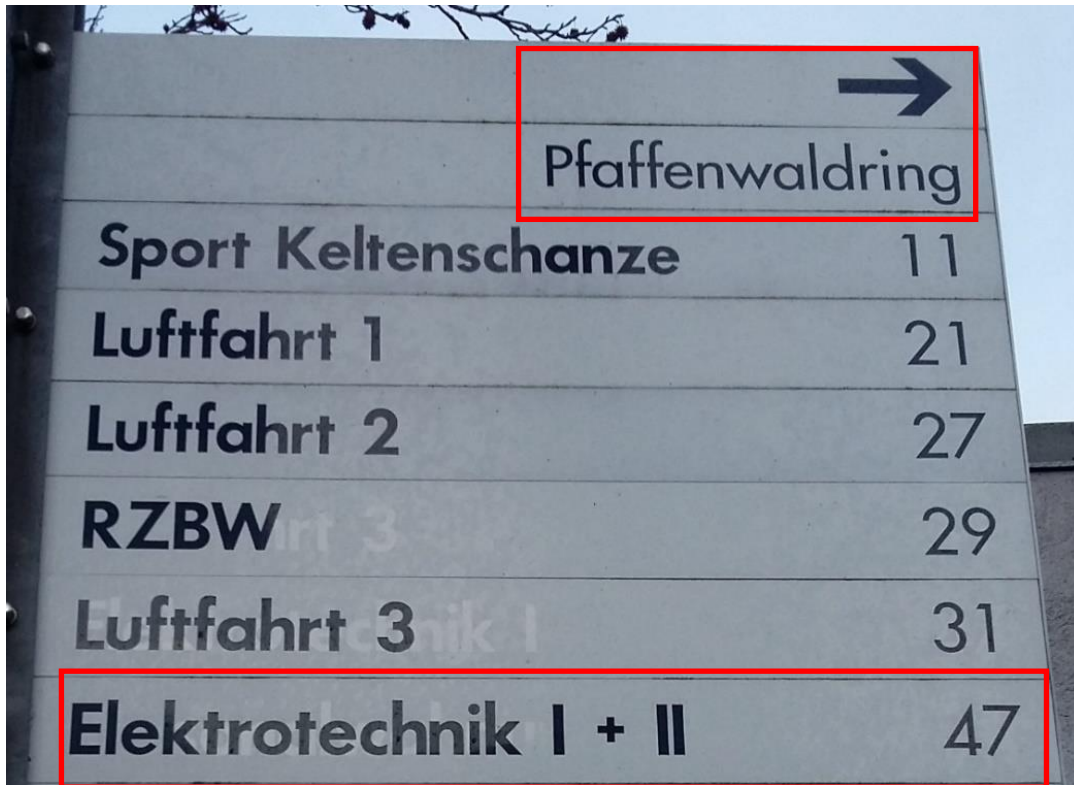 →
Pfaffenwaldring
Sport Keltenschanze 11
Luftfahrt 1 21
Luftfahrt 2 27
RZBW 29
Luftfahrt 3 31
Elektrotechnik I + II 47